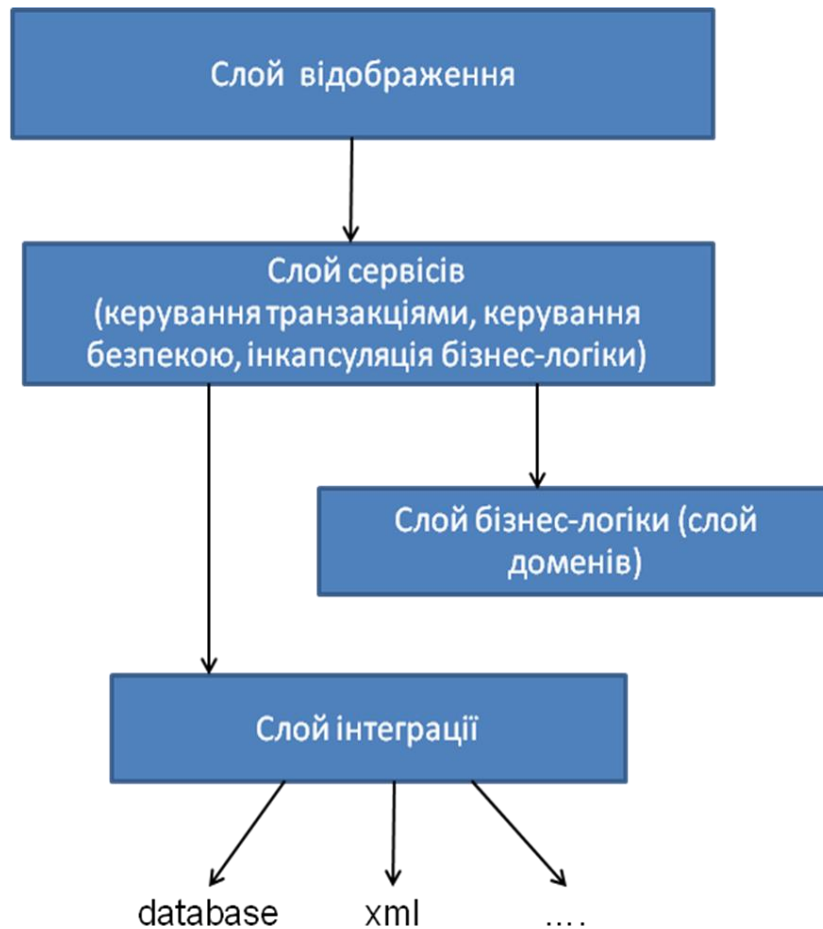 Слой відображення
Слой сервісів
(керування транзакціями, керування
безпекою, інкапсуляція бізнес-логіки)
Слой бізнес-логіки (слой
доменів)
Слой інтеграції
database
xml
....